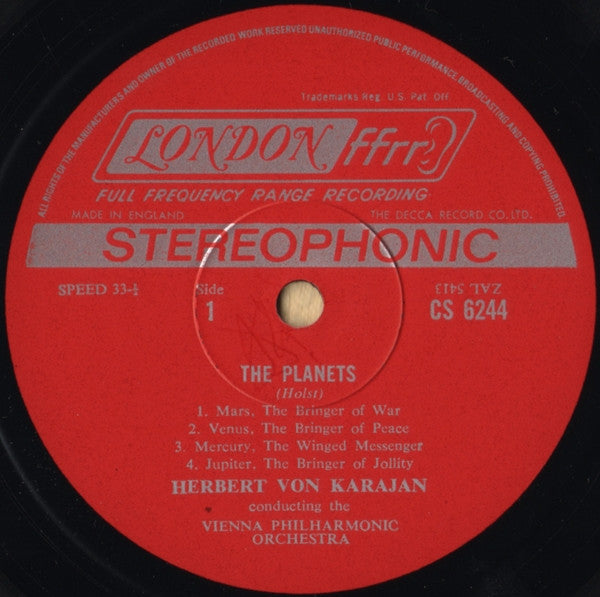 ALL RIGHTS OF THE MANUFACTURERS AND OWNER OF THE RECORDED WORK RESERVED UNAUTHORIZED PUBLIC PERFORMANCE, BROADCASTING AND COPYING PROHIBITED.
Trademarks Reg. U.S. Pat. Off
LONDON ffrr
FULL FREQUENCY RANGE RECORDING
MADE IN ENGLAND THE DECCA RECORD CO. LTD.
STEREOPHONIC
SPEED 33-⅓ Side ZAL 5413
1 CS 6244
THE PLANETS
(Holst)
1. Mars, The Bringer of War
2. Venus, The Bringer of Peace
3. Mercury, The Winged Messenger
4. Jupiter, The Bringer of Jollity
HERBERT VON KARAJAN
conducting the
VIENNA PHILHARMONIC
ORCHESTRA